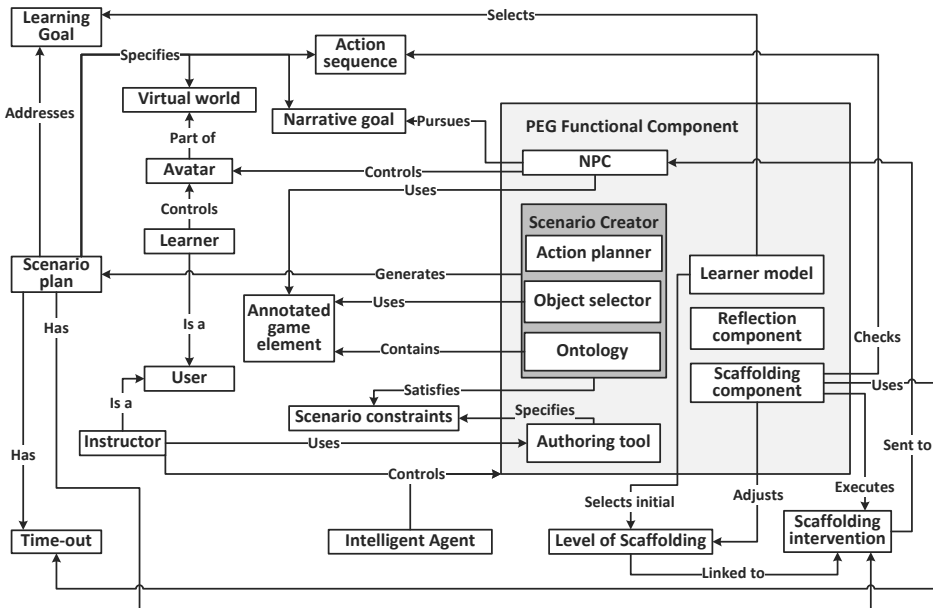 Learning
Goal
Selects
Specifies
Action
sequence
Virtual world
Addresses
Narrative goal
Pursues
PEG Functional Component
Part of
NPC
Avatar
Controls
Uses
Controls
Sceneario Creator
Learner
Action planner
Scenario
plan
Generates
Learner model
Has
Annotated
game
element
Uses
Object selector
Reflection
component
Is a
Contains
Ontology
Checks
User
Scaffolding
component
Uses
Satisfies
Is a
Scenario constraints
Specifies
Instructor
Uses
Authoring tool
Sent to
Has
Controls
Selects initial
Adjusts
Executes
Time-out
Intelligent Agent
Level of Scaffolding
Scaffolding
intervention
Linked to